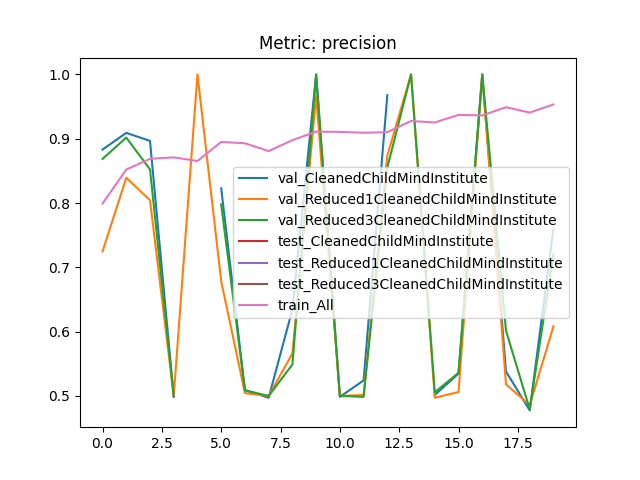 Metric: precision
1.0
0.9
0.8
0.7
0.6
0.5
val_CleanedChildMindInstitute
val_Reduced1CleanedChildMindInstitute
val_Reduced3CleanedChildMindInstitute
test_CleanedChildMindInstitute
test_Reduced1CleanedChildMindInstitute
test_Reduced3CleanedChildMindInstitute
train_All
0.0 2.5 5.0 7.5 10.0 12.5 15.0 17.5